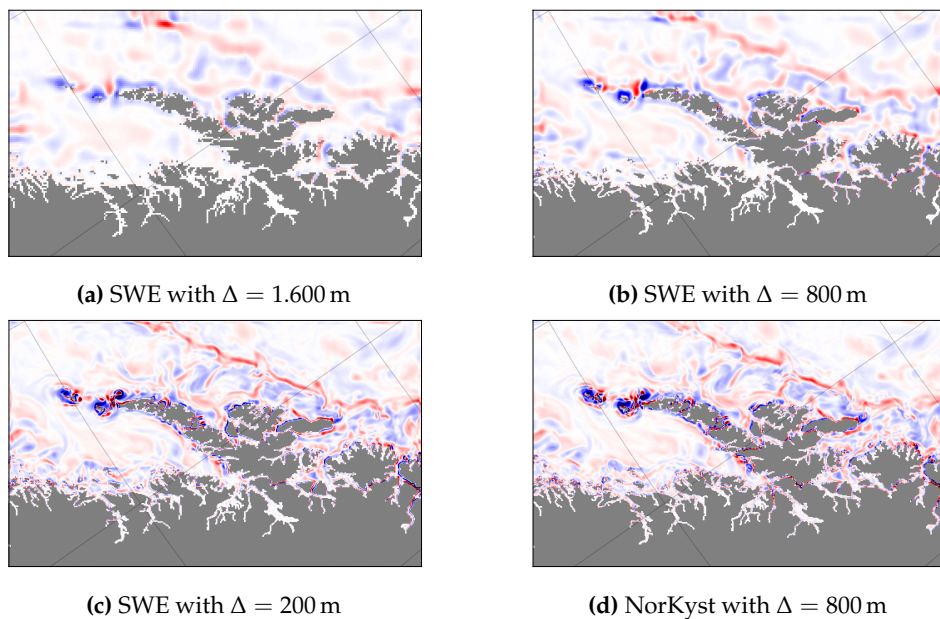 (a) SWE with Δ = 1.600 m
(b) SWE with Δ = 800 m
(c) SWE with Δ = 200 m
(d) NorKyst with Δ = 800 m